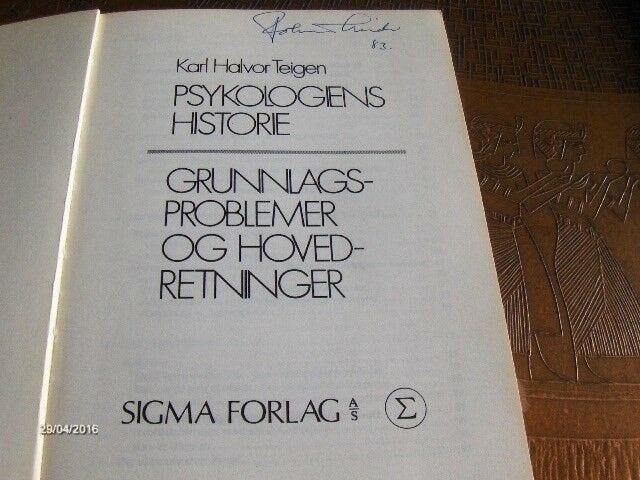 83.
Karl Halvor Teigen
PSYKOLOGIENS
HISTORIE
GRUNNLAGS-
PROBLEMER
OG HOVED-
RETNINGER
SIGMA FORLAG A/S Σ
29/04/2016